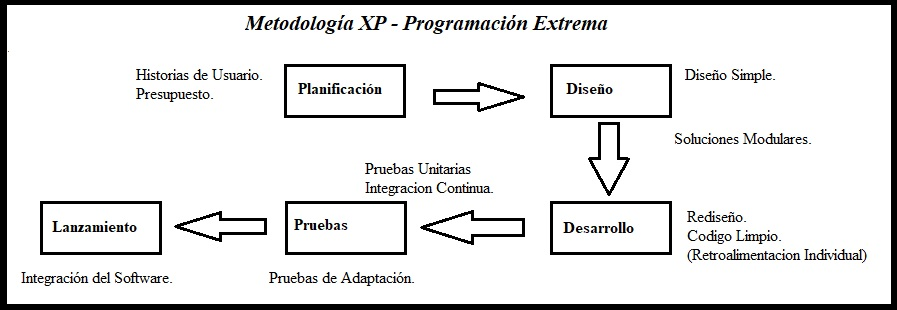 Metodología XP - Programación Extrema
Historias de Usuario.
Presupuesto.
Planificación
Diseño
Diseño Simple.
Soluciones Modulares.
Pruebas Unitarias
Integracion Continua.
Lanzamiento
Pruebas
Desarrollo
Rediseño.
Codigo Limpio.
(Retroalimentacion Individual)
Integración del Software.
Pruebas de Adaptación.